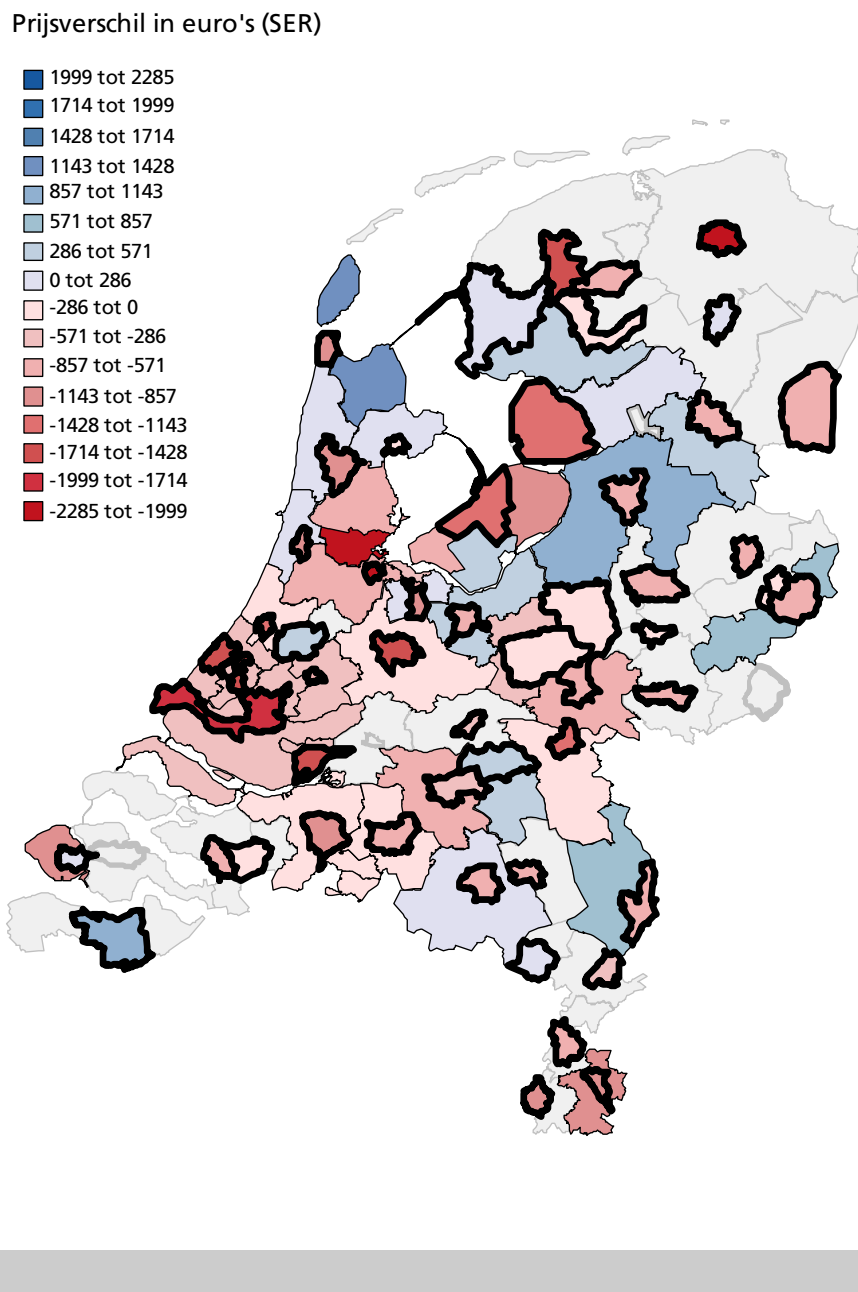 Prijsverschil in euro's (SER)
1999 tot 2285
1714 tot 1999
1428 tot 1714
1143 tot 1428
857 tot 1143
571 tot 857
286 tot 571
0 tot 286
-286 tot 0
-571 tot -286
-857 tot -571
-1143 tot -857
-1428 tot -1143
-1714 tot -1428
-1999 tot -1714
-2285 tot -1999